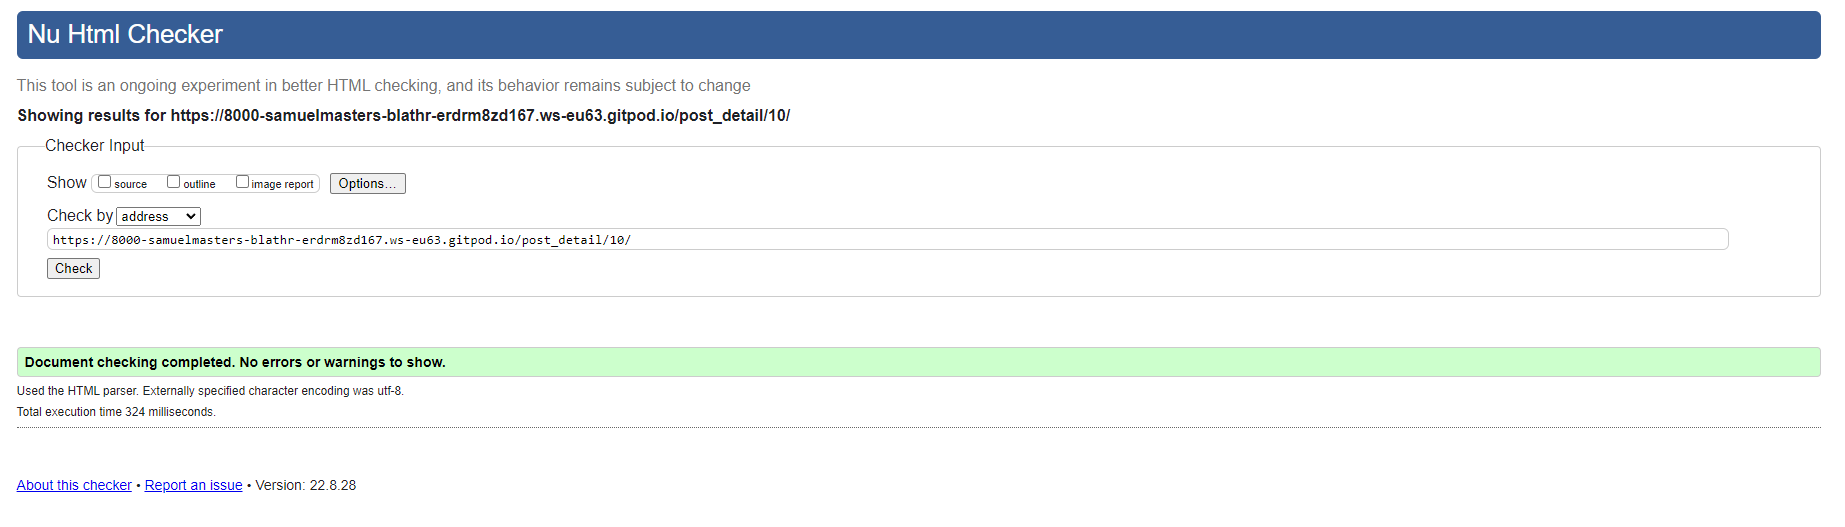 Nu Html Checker
This tool is an ongoing experiment in better HTML checking, and its behavior remains subject to change
Showing results for https://8000-samuelmasters-blathr-erdrm8zd167.ws-eu63.gitpod.io/post_detail/10/
Checker Input
Show source outline image report Options...
Check by address
https://8000-samuelmasters-blathr-erdrm8zd167.ws-eu63.gitpod.io/post_detail/10/
Check
Document checking completed. No errors or warnings to show.
Used the HTML parser. Externally specified character encoding was utf-8.
Total execution time 324 milliseconds.
About this checker • Report an issue • Version: 22.8.28